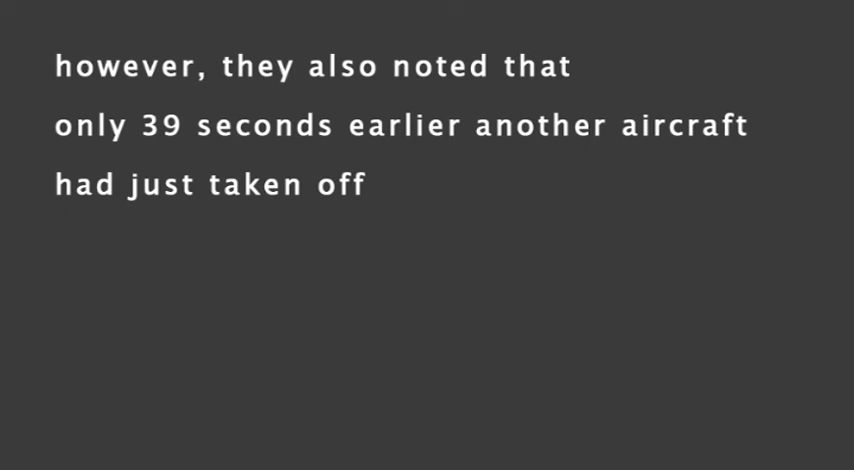 however, they also noted that
only 39 seconds earlier another aircraft
had just taken off